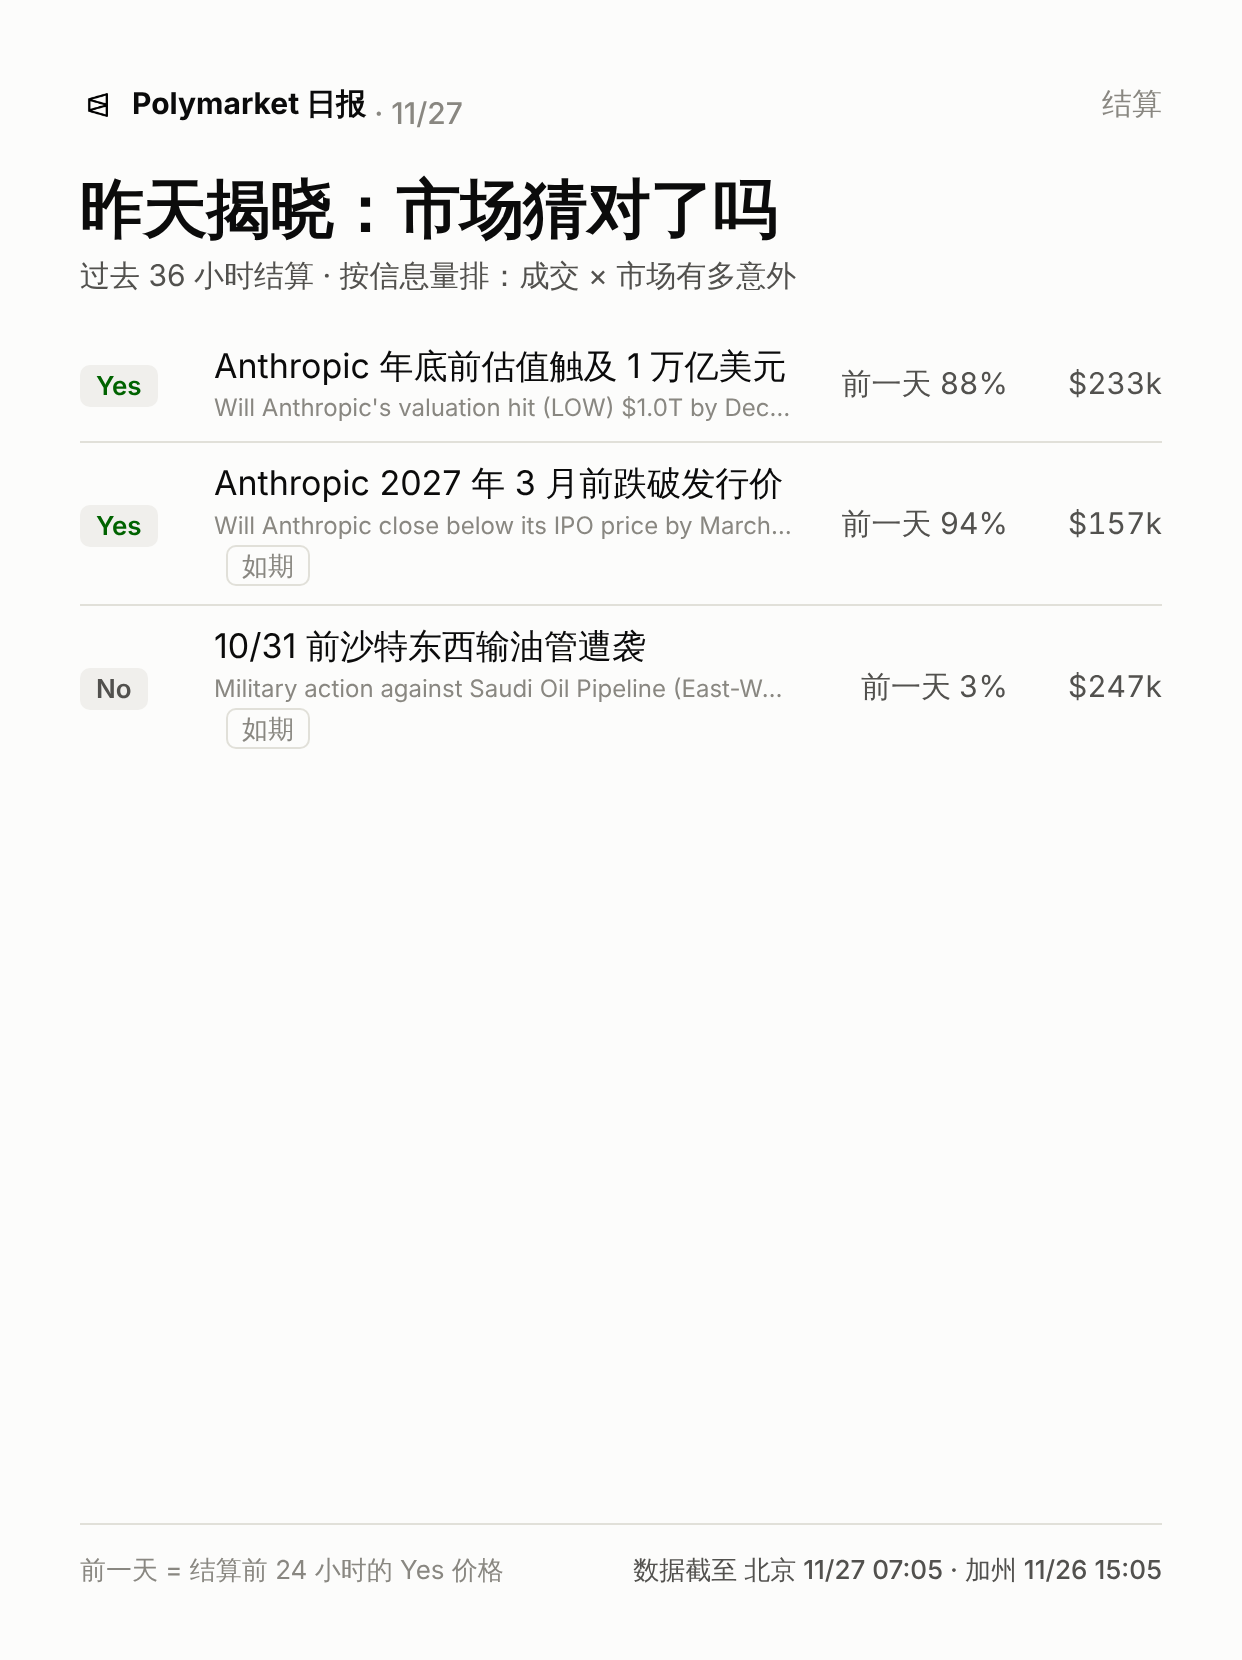 Polymarket 日报 · 11/27
结算
昨天揭晓：市场猜对了吗
过去 36 小时结算 · 按信息量排：成交 × 市场有多意外
Yes
Anthropic 年底前估值触及 1 万亿美元
Will Anthropic's valuation hit (LOW) $1.0T by Dec...
前一天 88%
$233k
Yes
Anthropic 2027 年 3 月前跌破发行价
Will Anthropic close below its IPO price by March...
如期
前一天 94%
$157k
No
10/31 前沙特东西输油管遭袭
Military action against Saudi Oil Pipeline (East-W...
如期
前一天 3%
$247k
前一天 = 结算前 24 小时的 Yes 价格
数据截至 北京 11/27 07:05 · 加州 11/26 15:05